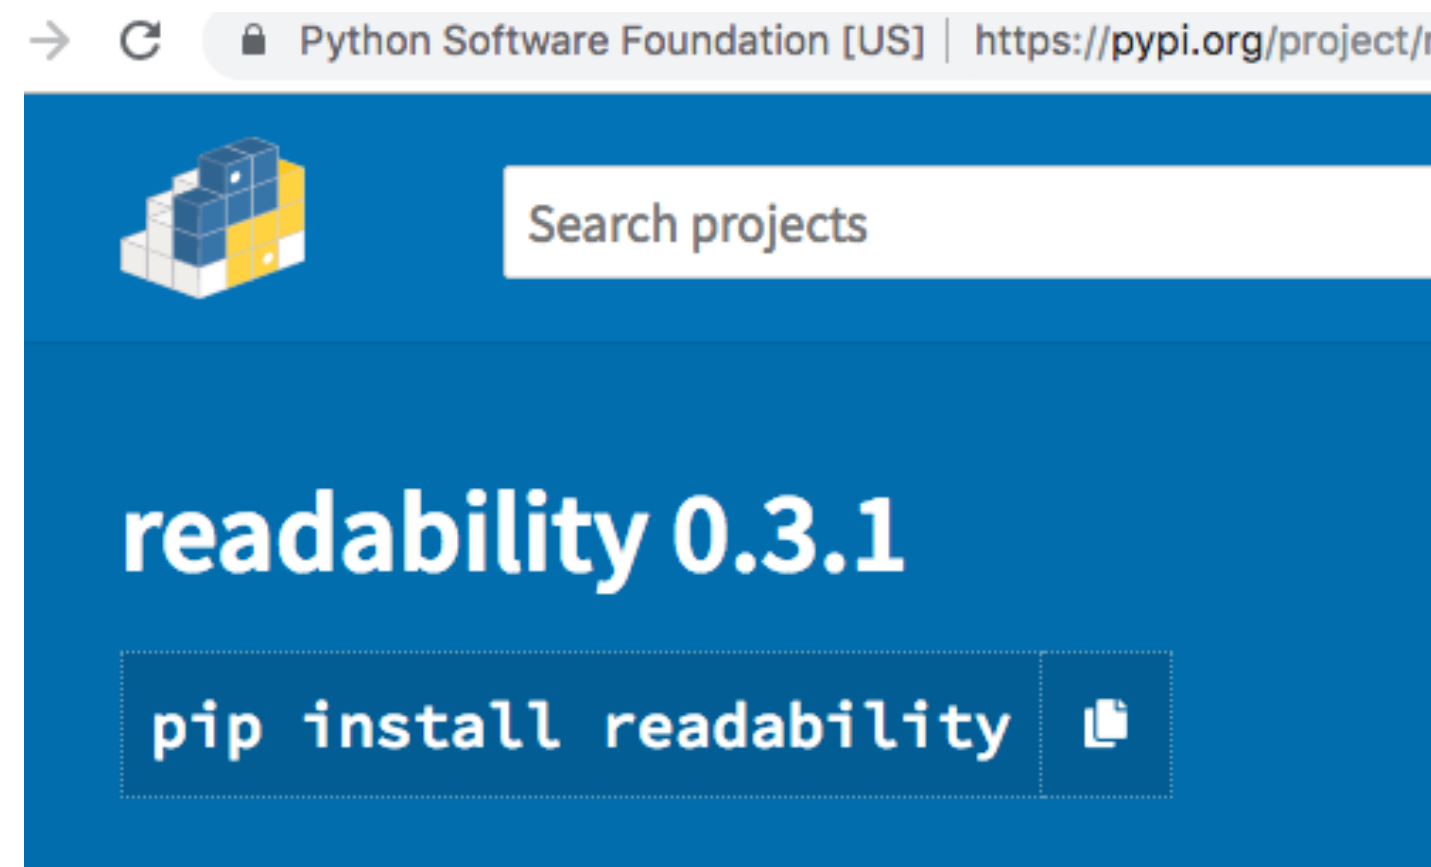 Python Software Foundation [US] | https://pypi.org/project/
Search projects
readability 0.3.1
pip install readability